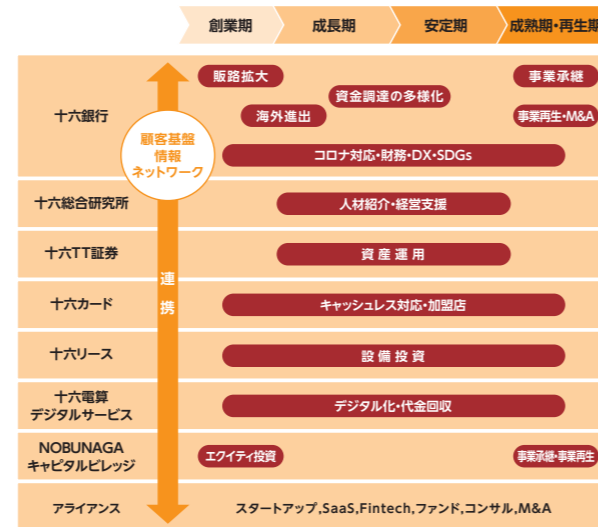 創業期 成長期 安定期 成熟期・再生期
十六銀行
販路拡大
事業承継
資金調達の多様化
海外進出
事業再生・M&A
顧客基盤
情報
ネットワーク
コロナ対応・財務・DX・SDGs
十六総合研究所
人材紹介・経営支援
十六TT証券
資産運用
連
携
十六カード
キャッシュレス対応・加盟店
十六リース
設備投資
十六電算
デジタルサービス
デジタル化・代金回収
NOBUNAGA
キャピタルビレッジ
エクイティ投資
事業承継・事業再生
アライアンス
スタートアップ,SaaS,Fintech,ファンド,コンサル,M&A